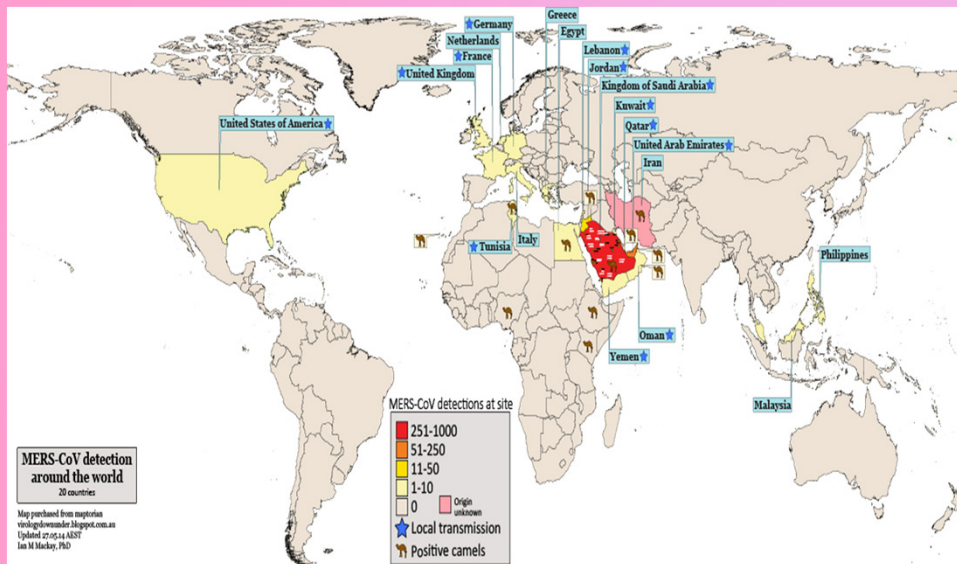 Greece
Germany
Egypt
Netherlands
Lebanon
France
Jordan
United Kingdom
Kingdom of Saudi Arabia
Kuwait
United States of America
Qatar
United Arab Emirates
Iran
Tunisia
Italy
Philippines
Oman
Yemen
Malaysia
MERS-CoV detections at site
251-1000
51-250
11-50
1-10
0
Origin
unknown
Local transmission
Positive camels
MERS-CoV detection
around the world
20 countries
Map purchased from maptorian
virologydownunder.blogspot.com.au
Updated 27.05.14 AEST
Ian M Mackay, PhD